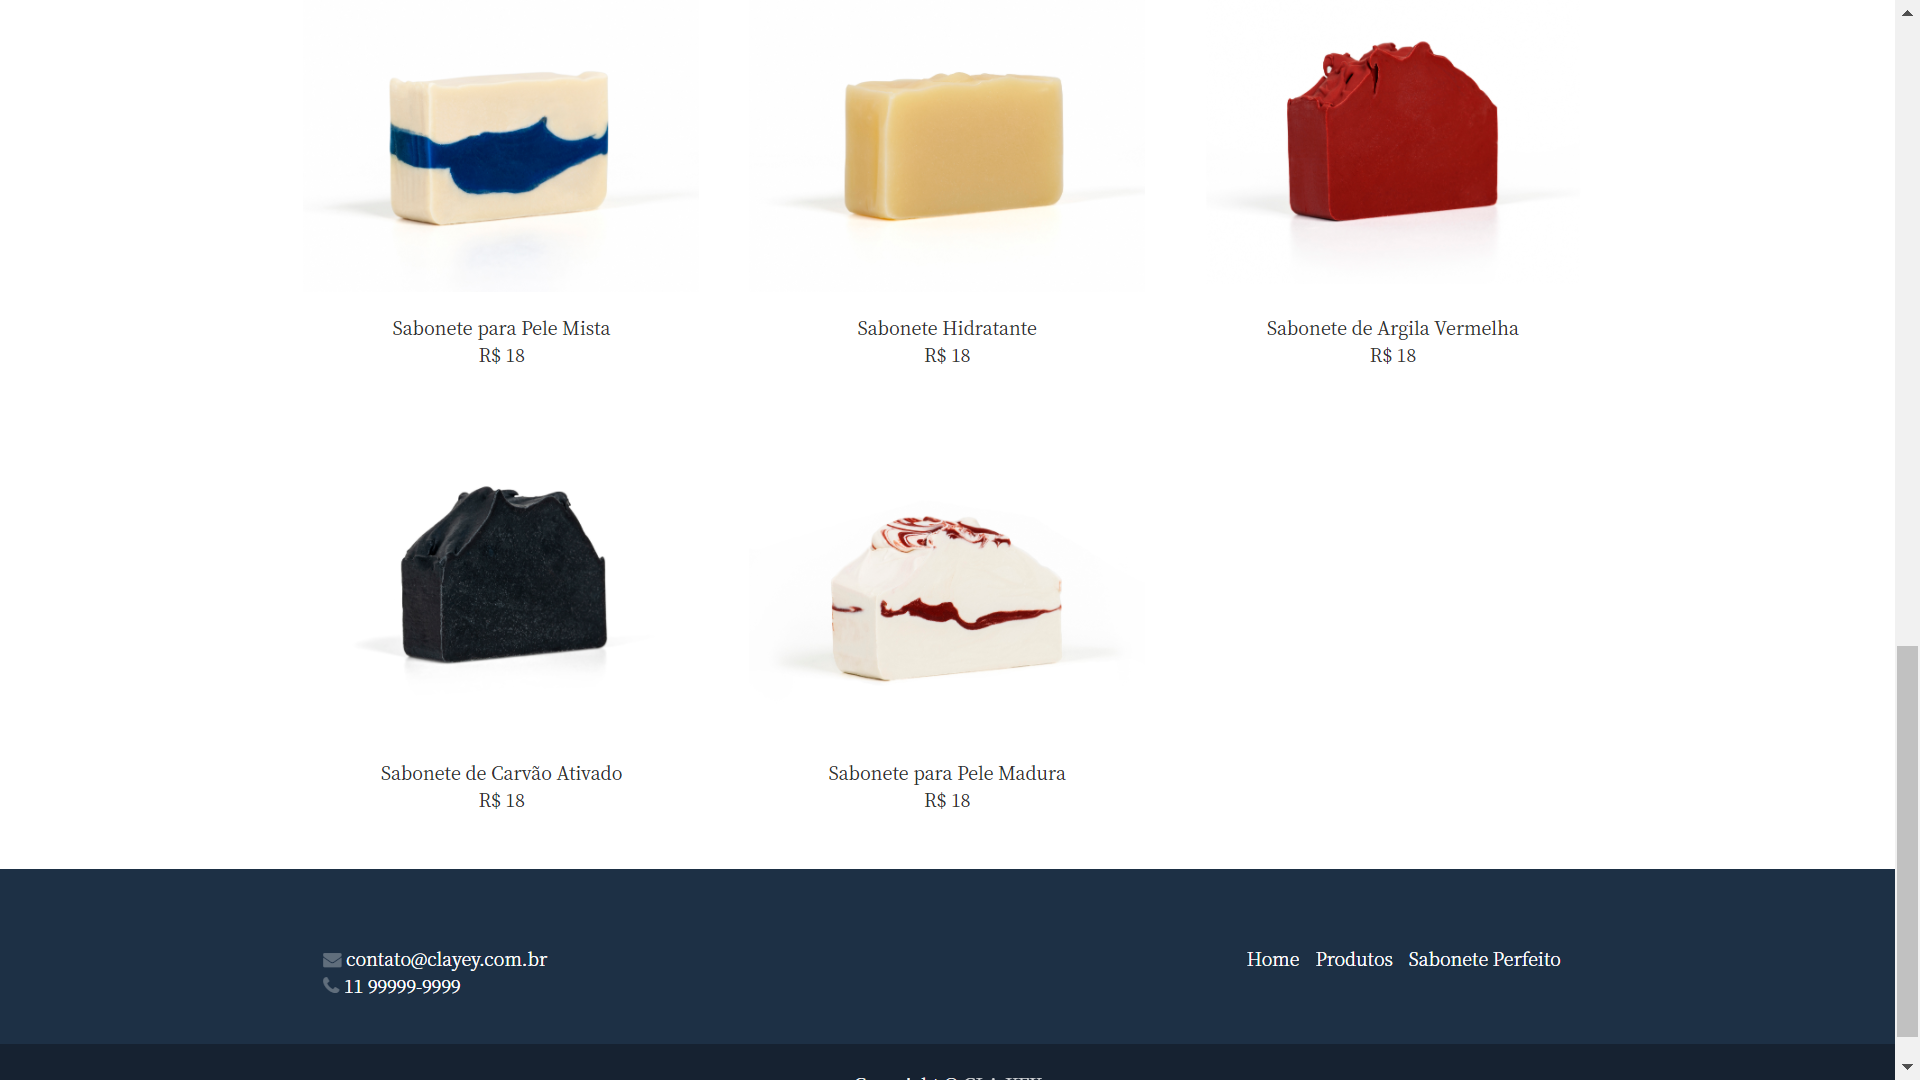 Sabonete para Pele Mista
R$ 18
Sabonete Hidratante
R$ 18
Sabonete de Argila Vermelha
R$ 18
Sabonete de Carvão Ativado
R$ 18
Sabonete para Pele Madura
R$ 18
contato@clayey.com.br
11 99999-9999
Home Produtos Sabonete Perfeito